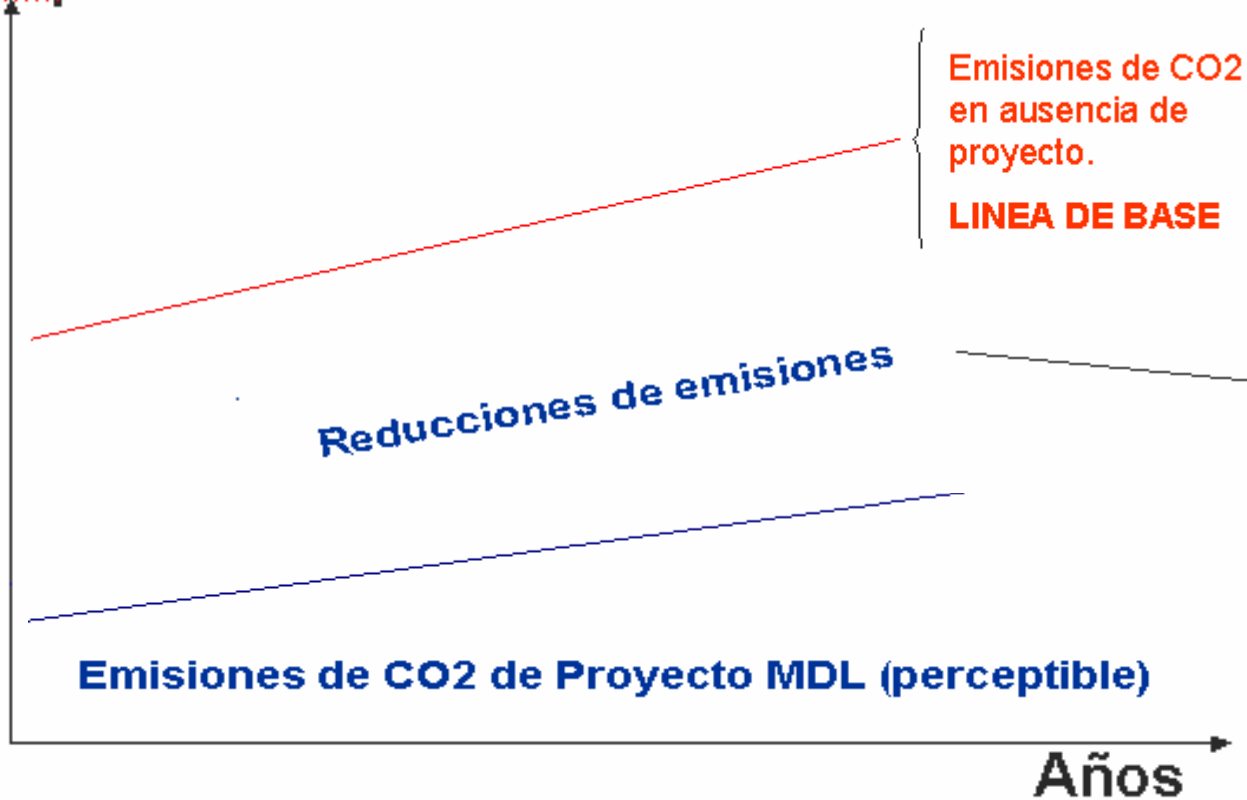 Emisiones de CO2
en ausencia de
proyecto.
LINEA DE BASE
Reducciones de emisiones
Emisiones de CO2 de Proyecto MDL (perceptible)
Años